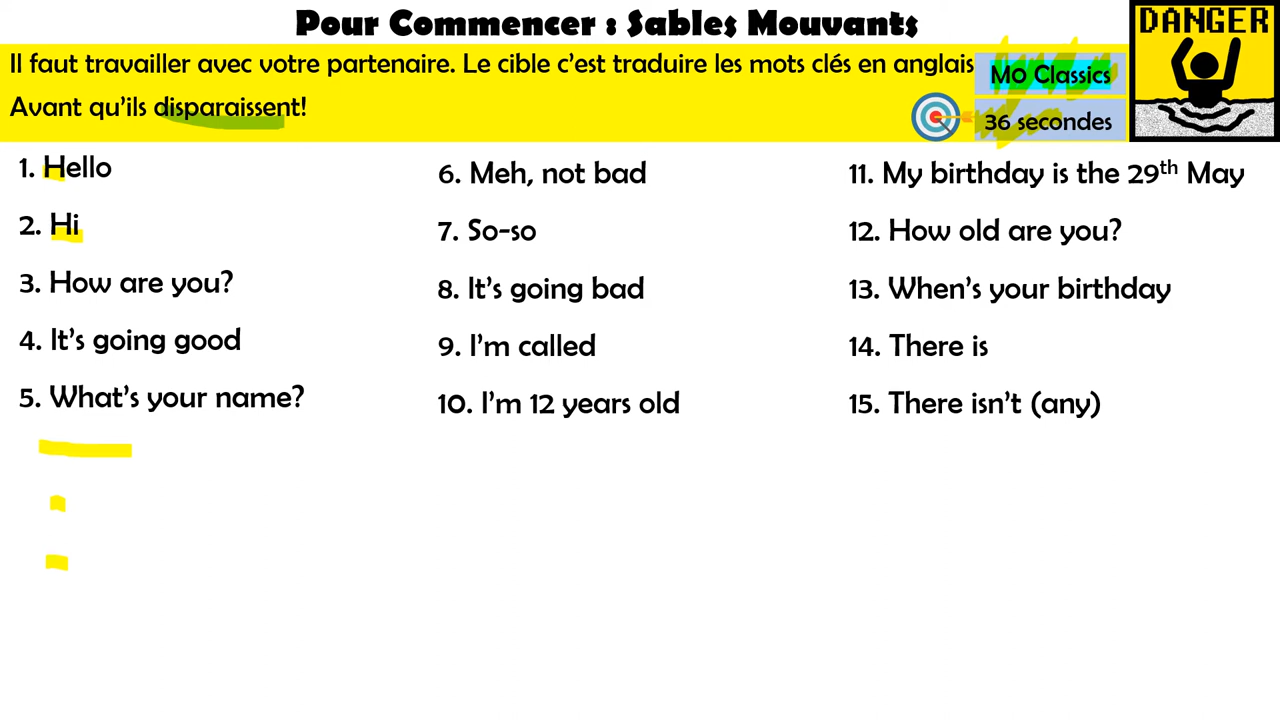 Pour Commencer : Sables Mouvants
DANGER
Il faut travailler avec votre partenaire. Le cible c'est traduire les mots clés en anglais
Avant qu'ils disparaissent!
MO Classics
36 secondes
1. Hello
2. Hi
3. How are you?
4. It's going good
5. What's your name?
6. Meh, not bad
7. So-so
8. It's going bad
9. I'm called
10. I'm 12 years old
11. My birthday is the 29th May
12. How old are you?
13. When's your birthday
14. There is
15. There isn't (any)